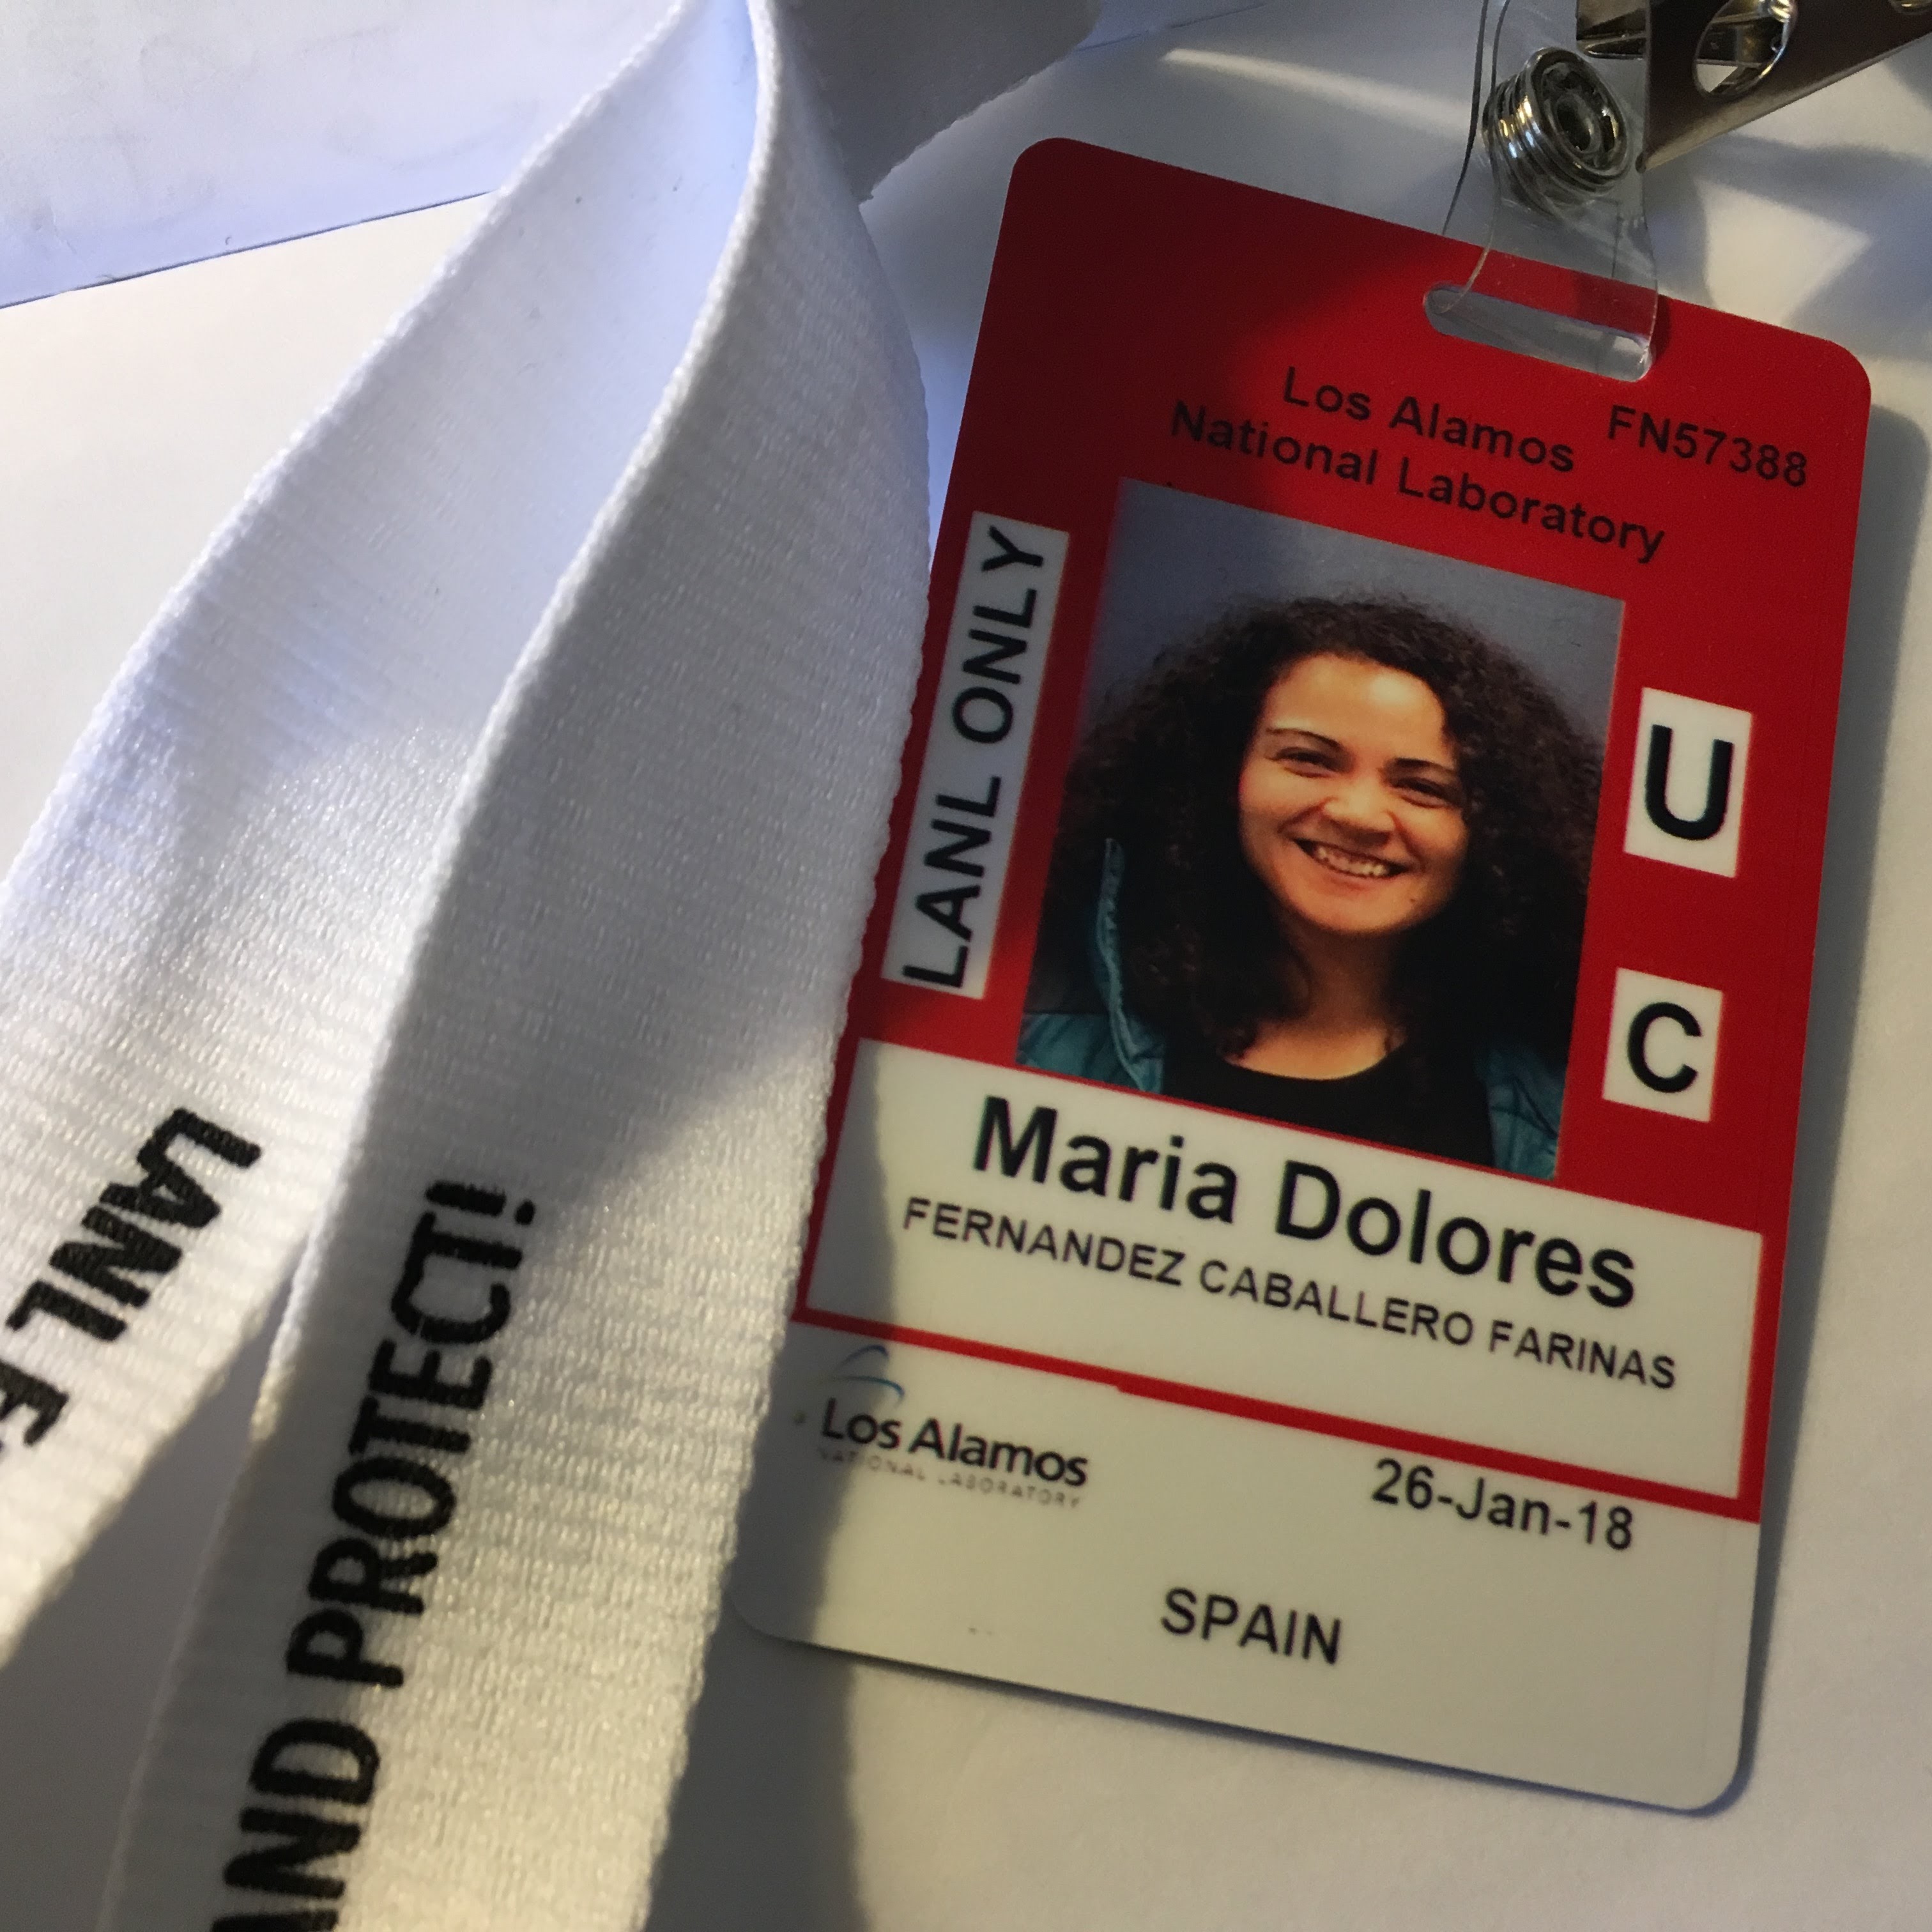 Los Alamos
National Laboratory
FN57388
LANL ONLY
U
C
Maria Dolores
FERNANDEZ CABALLERO FARINAS
Los Alamos
NATIONAL LABORATORY
26-Jan-18
SPAIN
LANL
AND PROTECT!